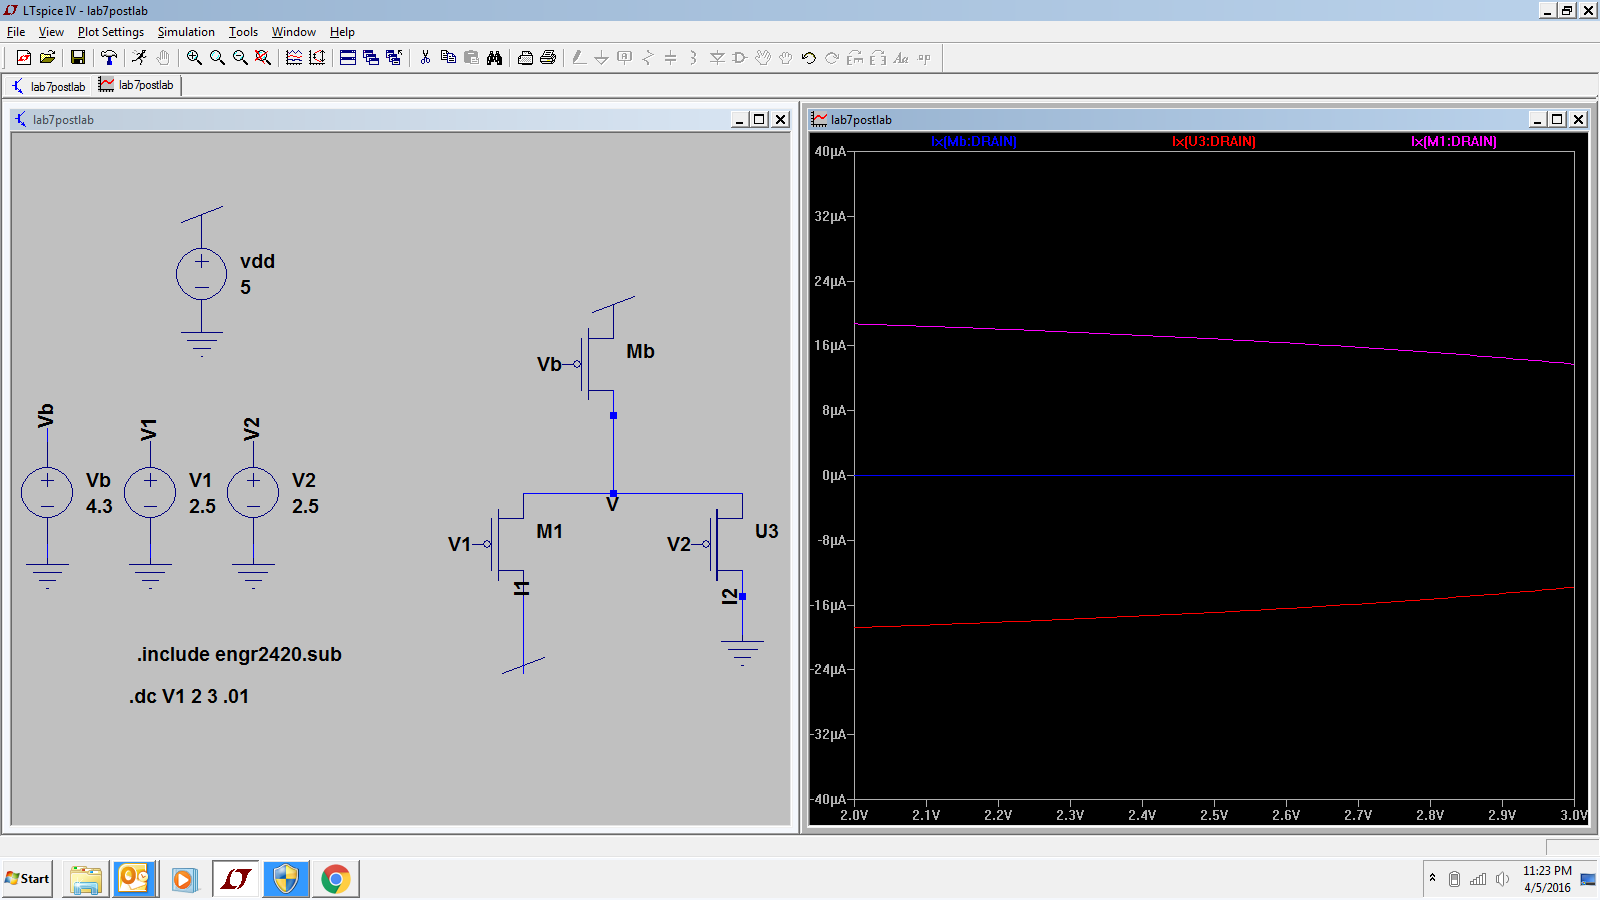 LTspice IV - lab7postlab
File View Plot Settings Simulation Tools Window Help
lab7postlab lab7postlab
lab7postlab
vdd
5
Vb
Mb
Vb
V1
V2
Vb
4.3
V1
2.5
V2
2.5
V
V1
M1
V2
U3
I1
I2
.include engr2420.sub
.dc V1 2 3 .01
lab7postlab
Ix(Mb:DRAIN) Ix(U3:DRAIN) Ix(M1:DRAIN)
40µA
32µA
24µA
16µA
8µA
0µA
-8µA
-16µA
-24µA
-32µA
-40µA
2.0V 2.1V 2.2V 2.3V 2.4V 2.5V 2.6V 2.7V 2.8V 2.9V 3.0V
Start
11:23 PM
4/5/2016